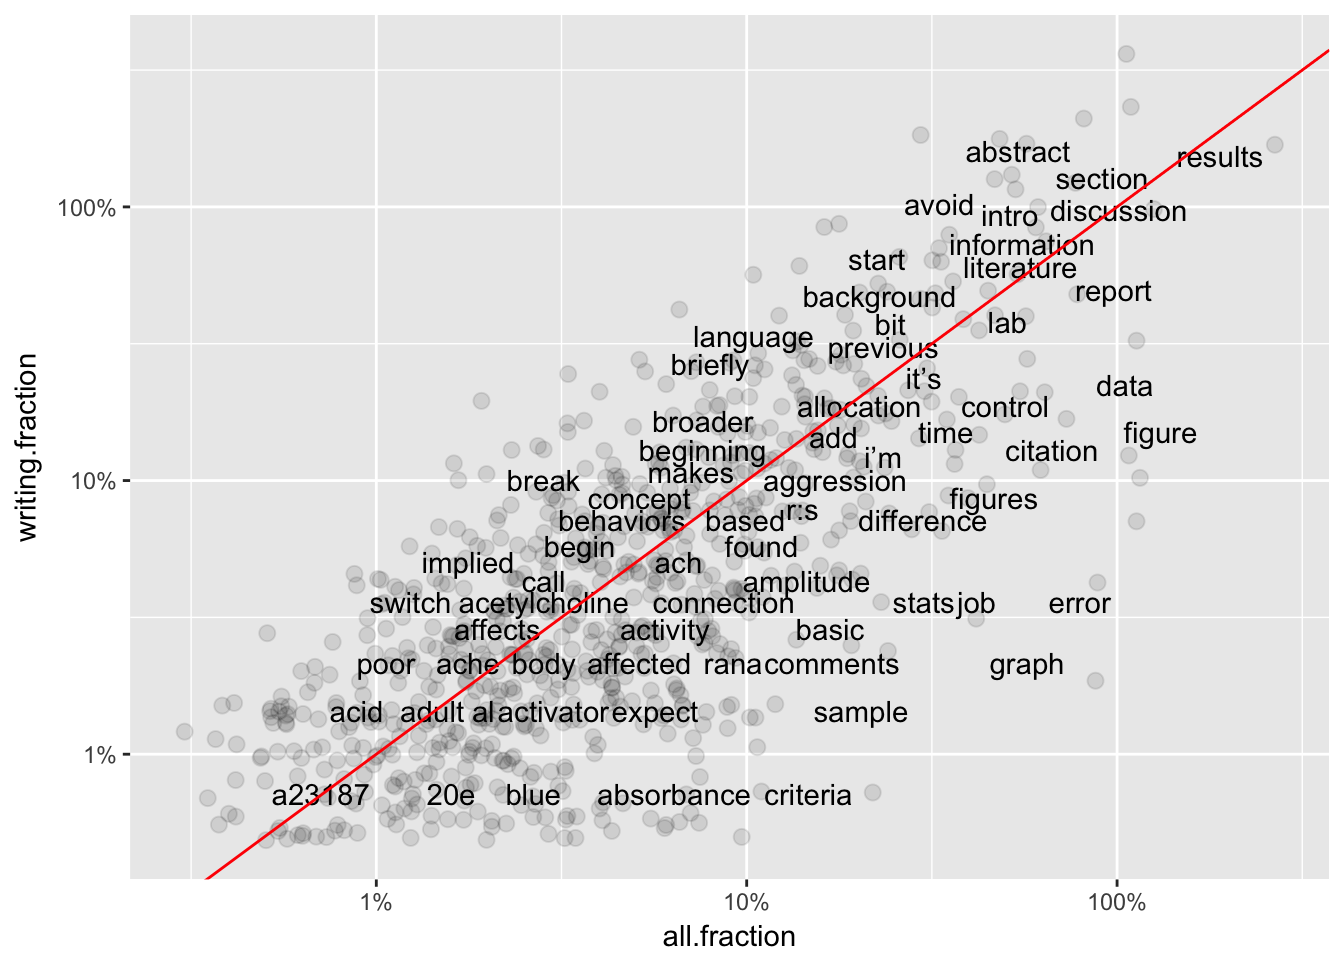 abstract
results
section
avoid
intro
discussion
100%
information
start
literature
background
report
bit
lab
language
previous
briefly
it's
data
allocation
control
broader
add
time
figure
beginning
citation
i'm
makes
10%
break
aggression
concept
figures
r:s
behaviors
based
difference
begin
found
implied
ach
call
amplitude
switch
acetylcholine
connection
stats
job
error
affects
activity
basic
poor
ache
body
affected
rana
comments
graph
acid
adult
al
activator
expect
sample
1%
a23187
20e
blue
absorbance
criteria
1%
10%
100%
all.fraction
writing.fraction